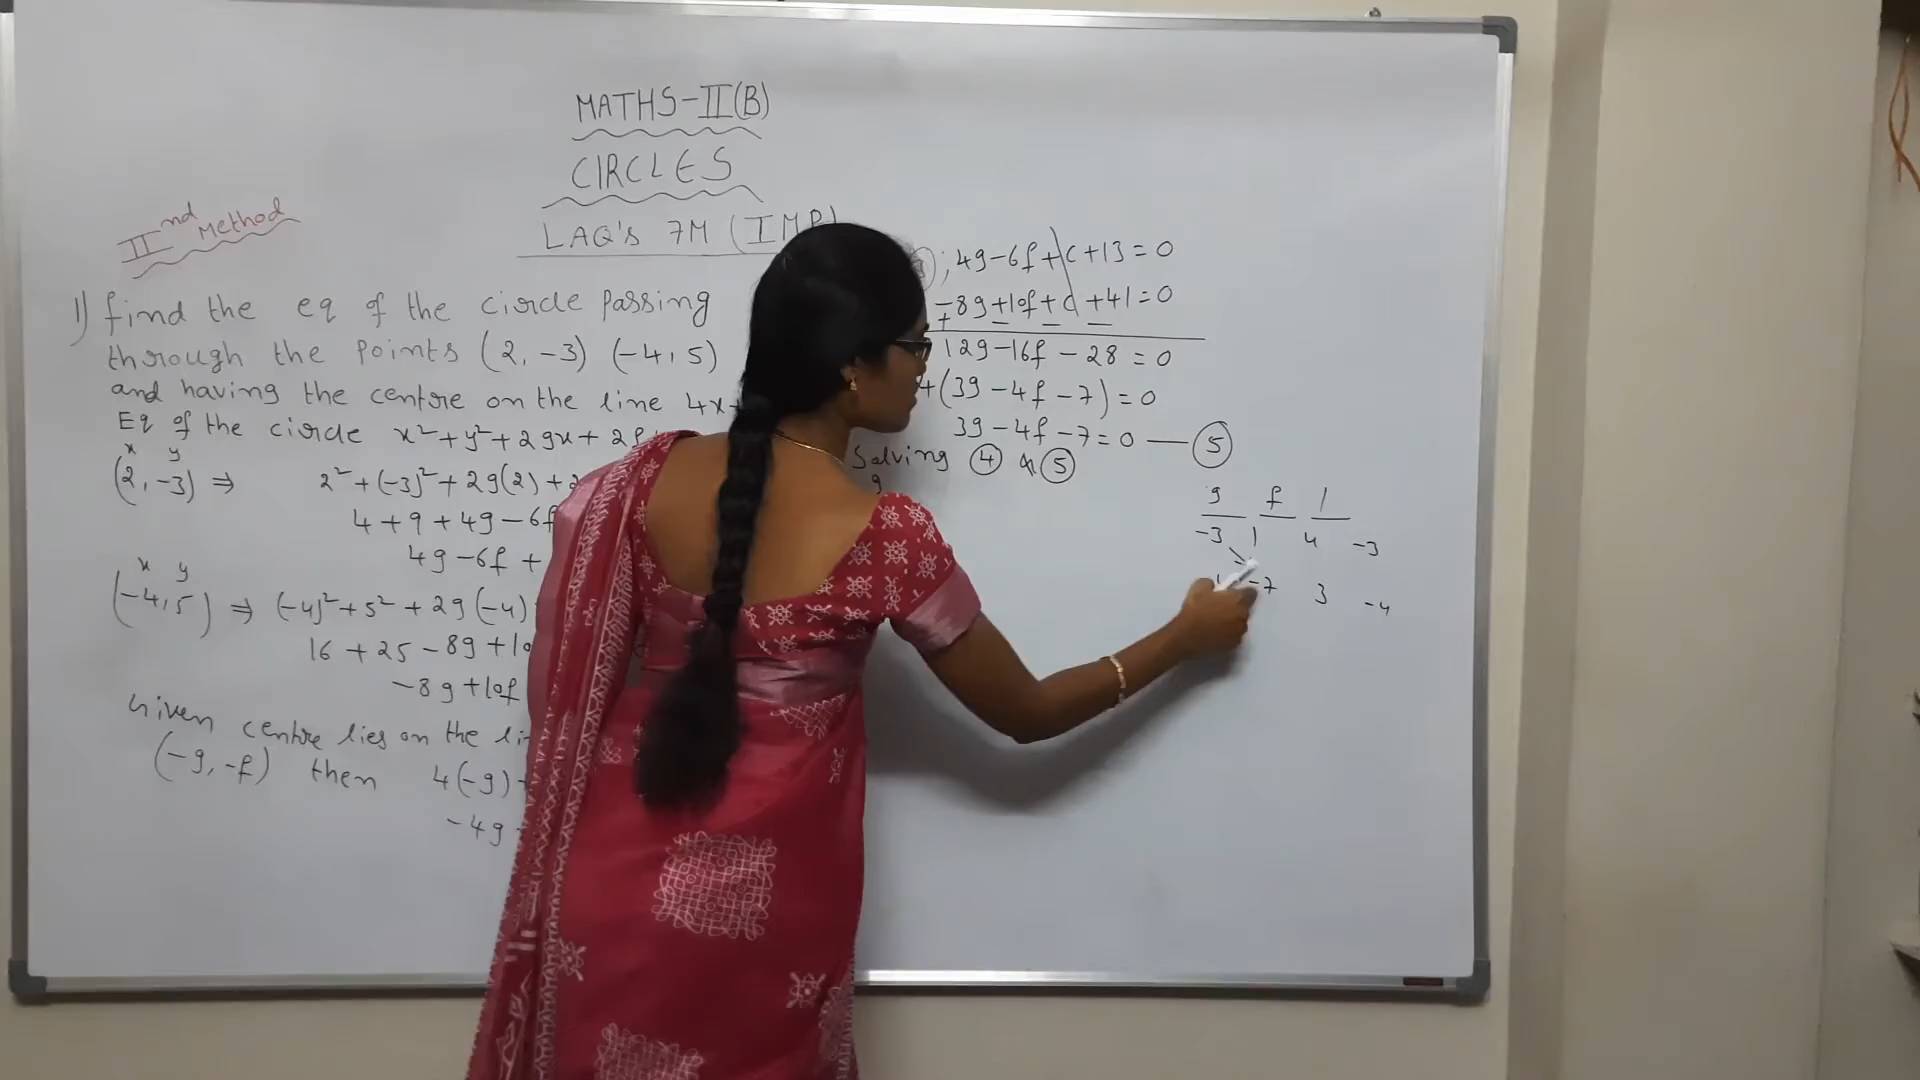 MATHS-II(B)
CIRCLES
LAQ's 7M (IMP)
IInd Method
1) find the eq of the circle passing
through the points (2, -3) (-4, 5)
and having the centre on the line 4x+
Eq of the circle x²+y²+2gx+2f
x y
(2, -3) ⇒ 2²+(-3)²+2g(2)+2
4+9+4g-6f
4g-6f+
x y
(-4, 5) ⇒ (-4)²+5²+2g(-4)
16+25-8g+10
-8g+10f
Given centre lies on the li
(-g, -f) then 4(-g)
-4g
; 4g-6f+c+13=0
-8g+10f+c+41=0
+ - - -
12g-16f-28=0
4(3g-4f-7)=0
3g-4f-7=0 — (5)
Solving (4) & (5)
g
g f 1
-3 1 4 -3
-7 3 -4